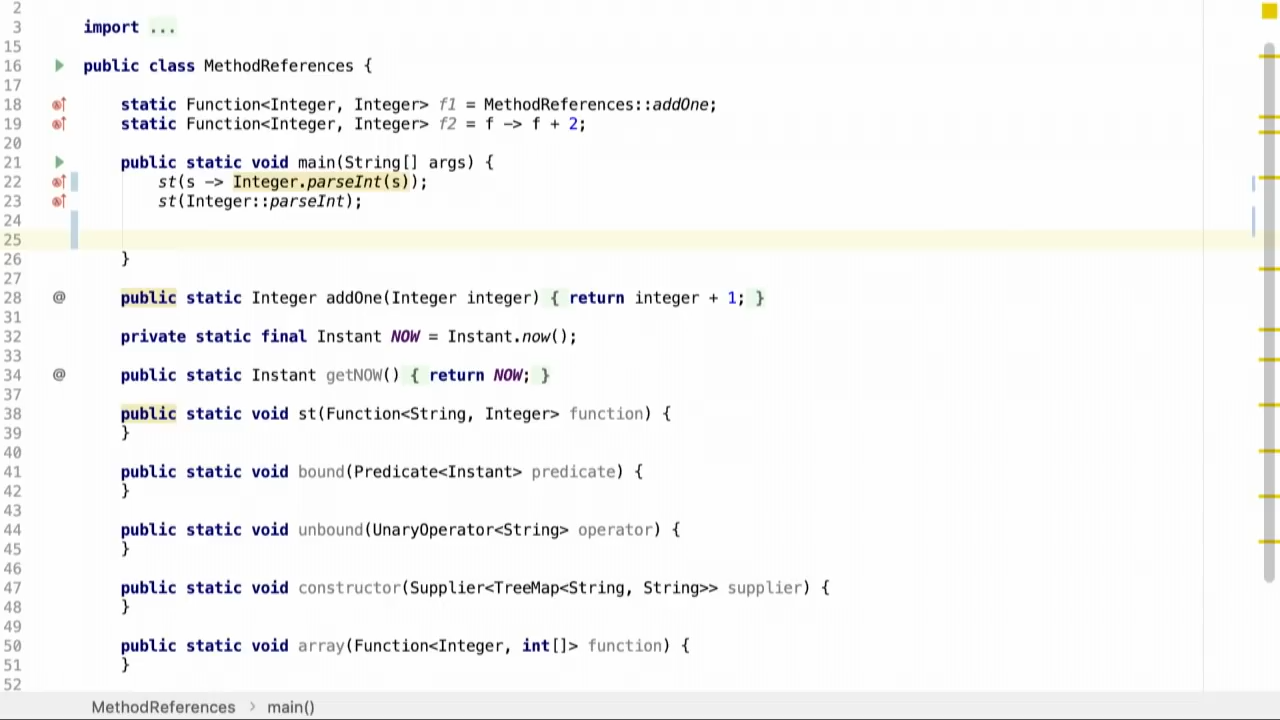 2
3 import ...
15
16 public class MethodReferences {
17
18 static Function<Integer, Integer> f1 = MethodReferences::addOne;
19 static Function<Integer, Integer> f2 = f -> f + 2;
20
21 public static void main(String[] args) {
22 st(s -> Integer.parseInt(s));
23 st(Integer::parseInt);
24
25
26 }
27
28 @ public static Integer addOne(Integer integer) { return integer + 1; }
31
32 private static final Instant NOW = Instant.now();
33
34 @ public static Instant getNOW() { return NOW; }
37
38 public static void st(Function<String, Integer> function) {
39 }
40
41 public static void bound(Predicate<Instant> predicate) {
42 }
43
44 public static void unbound(UnaryOperator<String> operator) {
45 }
46
47 public static void constructor(Supplier<TreeMap<String, String>> supplier) {
48 }
49
50 public static void array(Function<Integer, int[]> function) {
51 }
52
MethodReferences > main()